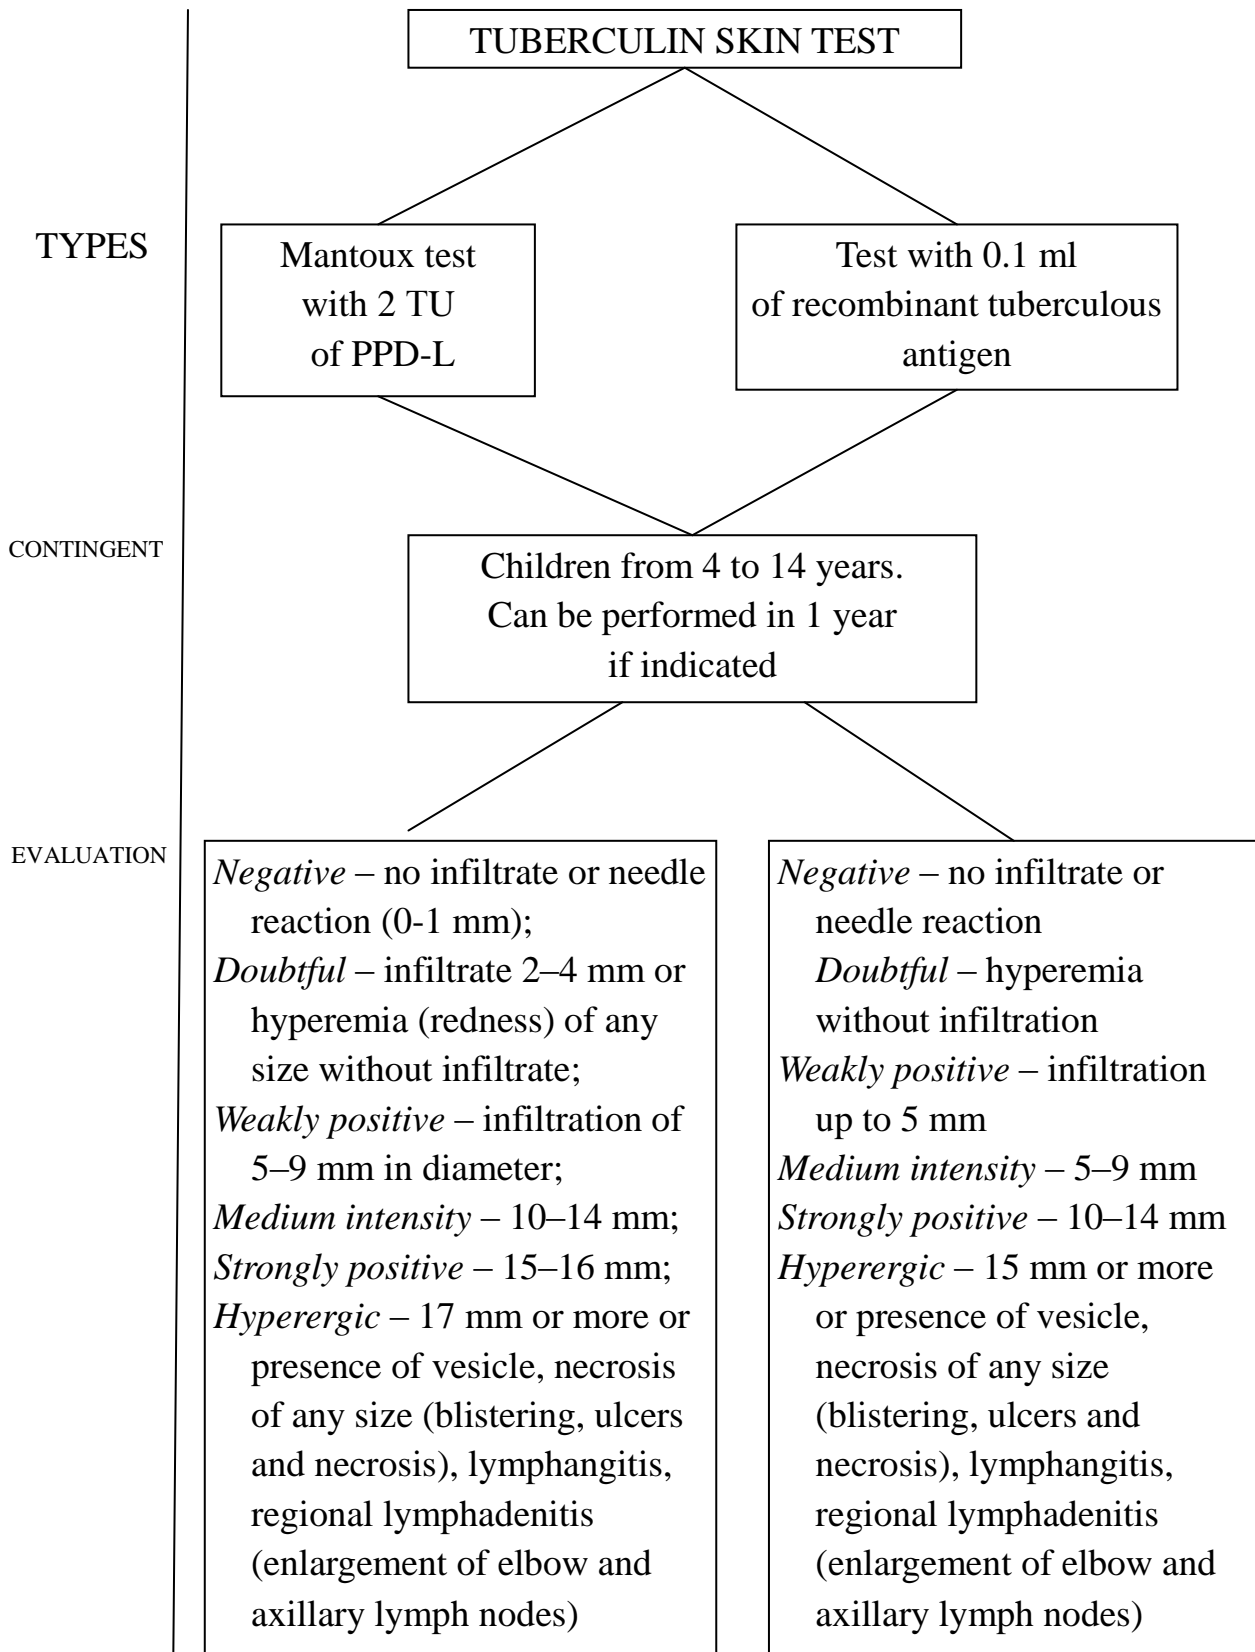 TUBERCULIN SKIN TEST
TYPES
Mantoux test
with 2 TU
of PPD-L
Test with 0.1 ml
of recombinant tuberculous
antigen
CONTINGENT
Children from 4 to 14 years.
Can be performed in 1 year
if indicated
EVALUATION
Negative – no infiltrate or needle
reaction (0-1 mm);
Doubtful – infiltrate 2–4 mm or
hyperemia (redness) of any
size without infiltrate;
Weakly positive – infiltration of
5–9 mm in diameter;
Medium intensity – 10–14 mm;
Strongly positive – 15–16 mm;
Hyperergic – 17 mm or more or
presence of vesicle, necrosis
of any size (blistering, ulcers
and necrosis), lymphangitis,
regional lymphadenitis
(enlargement of elbow and
axillary lymph nodes)
Negative – no infiltrate or
needle reaction
Doubtful – hyperemia
without infiltration
Weakly positive – infiltration
up to 5 mm
Medium intensity – 5–9 mm
Strongly positive – 10–14 mm
Hyperergic – 15 mm or more
or presence of vesicle,
necrosis of any size
(blistering, ulcers and
necrosis), lymphangitis,
regional lymphadenitis
(enlargement of elbow and
axillary lymph nodes)